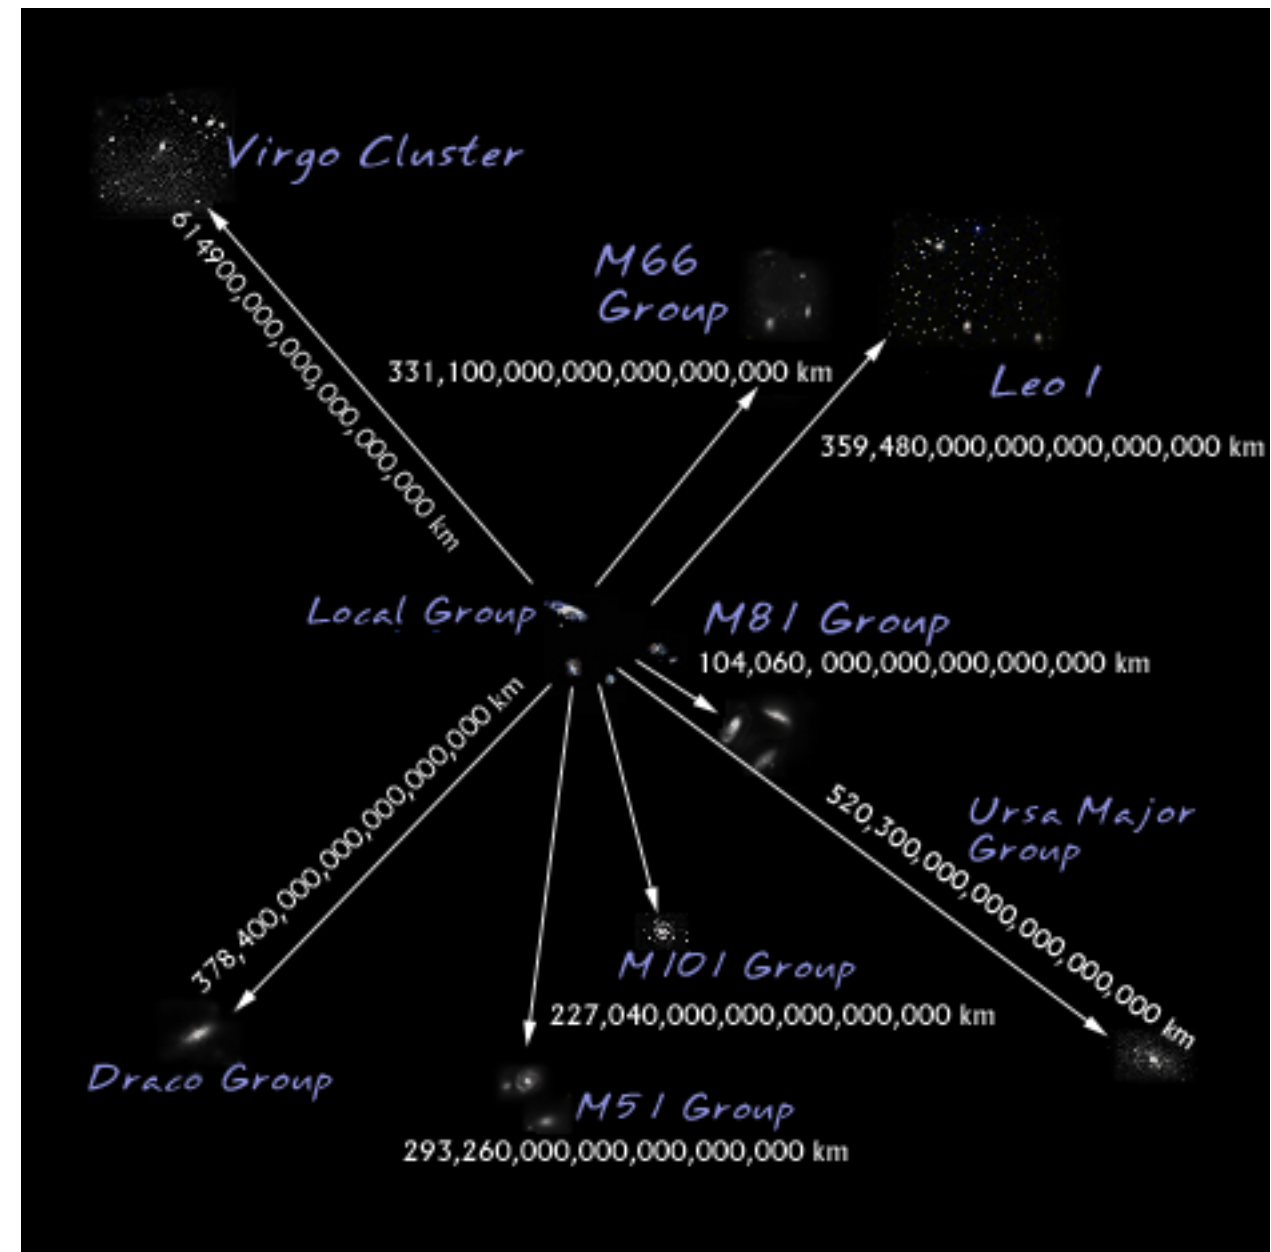 Virgo Cluster
614900,000,000,000,000,000 km
M66
Group
331,100,000,000,000,000,000 km
Leo I
359,480,000,000,000,000,000 km
Local Group
M81 Group
104,060, 000,000,000,000,000 km
378,400,000,000,000,000,000 km
520,300,000,000,000,000,000 km
Ursa Major
Group
M101 Group
227,040,000,000,000,000,000 km
Draco Group
M51 Group
293,260,000,000,000,000,000 km